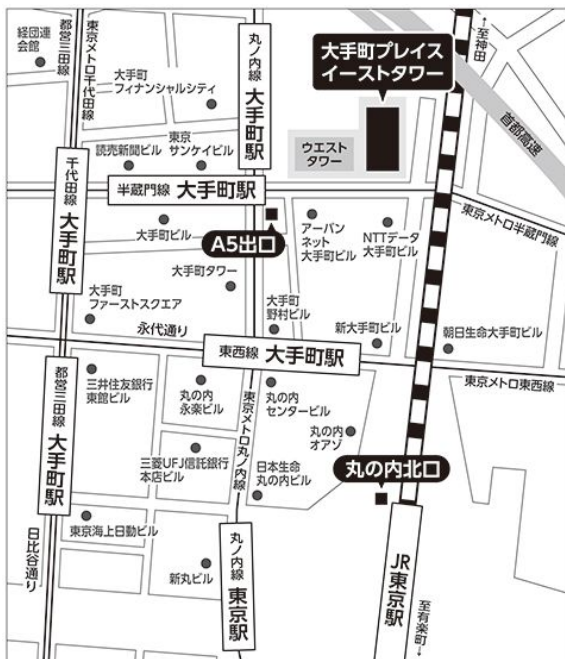 経団連
会館
都営三田線
東京メトロ千代田線
大手町
フィナンシャルシティ
丸ノ内線
大手町駅
大手町プレイス
イーストタワー
←至神田
首都高速
ウエスト
タワー
読売新聞ビル
東京
サンケイビル
千代田線
大手町駅
半蔵門線 大手町駅
東京メトロ半蔵門線
大手町ビル
A5出口
アーバン
ネット
大手町ビル
NTTデータ
大手町ビル
大手町タワー
大手町
ファーストスクエア
大手町
野村ビル
新大手町ビル
朝日生命大手町ビル
永代通り
東西線 大手町駅
東京メトロ東西線
都営三田線
大手町駅
三井住友銀行
東館ビル
丸の内
永楽ビル
東京メトロ丸ノ内線
丸の内
センタービル
丸の内
オアゾ
三菱UFJ信託銀行
本店ビル
日本生命
丸の内ビル
丸の内北口
東京海上日動ビル
日比谷通り
新丸ビル
丸ノ内線
東京駅
JR東京駅
至有楽町→